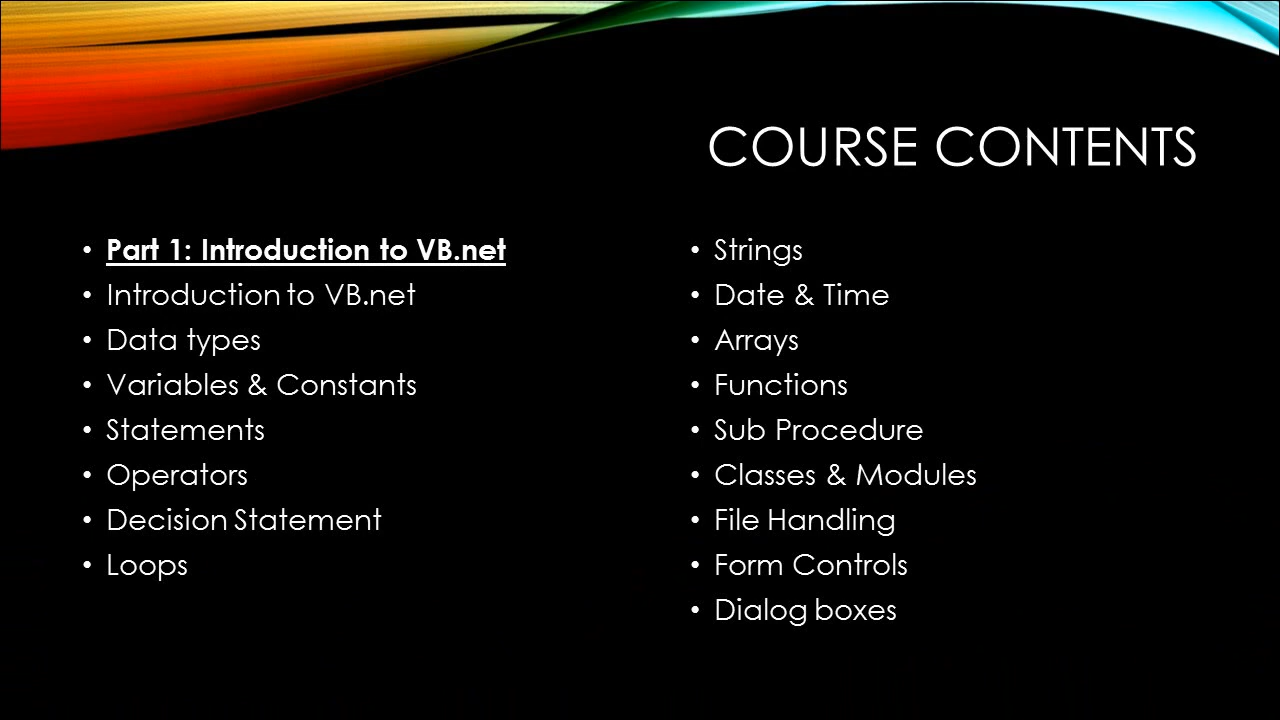 COURSE CONTENTS
• Part 1: Introduction to VB.net
• Introduction to VB.net
• Data types
• Variables & Constants
• Statements
• Operators
• Decision Statement
• Loops
• Strings
• Date & Time
• Arrays
• Functions
• Sub Procedure
• Classes & Modules
• File Handling
• Form Controls
• Dialog boxes